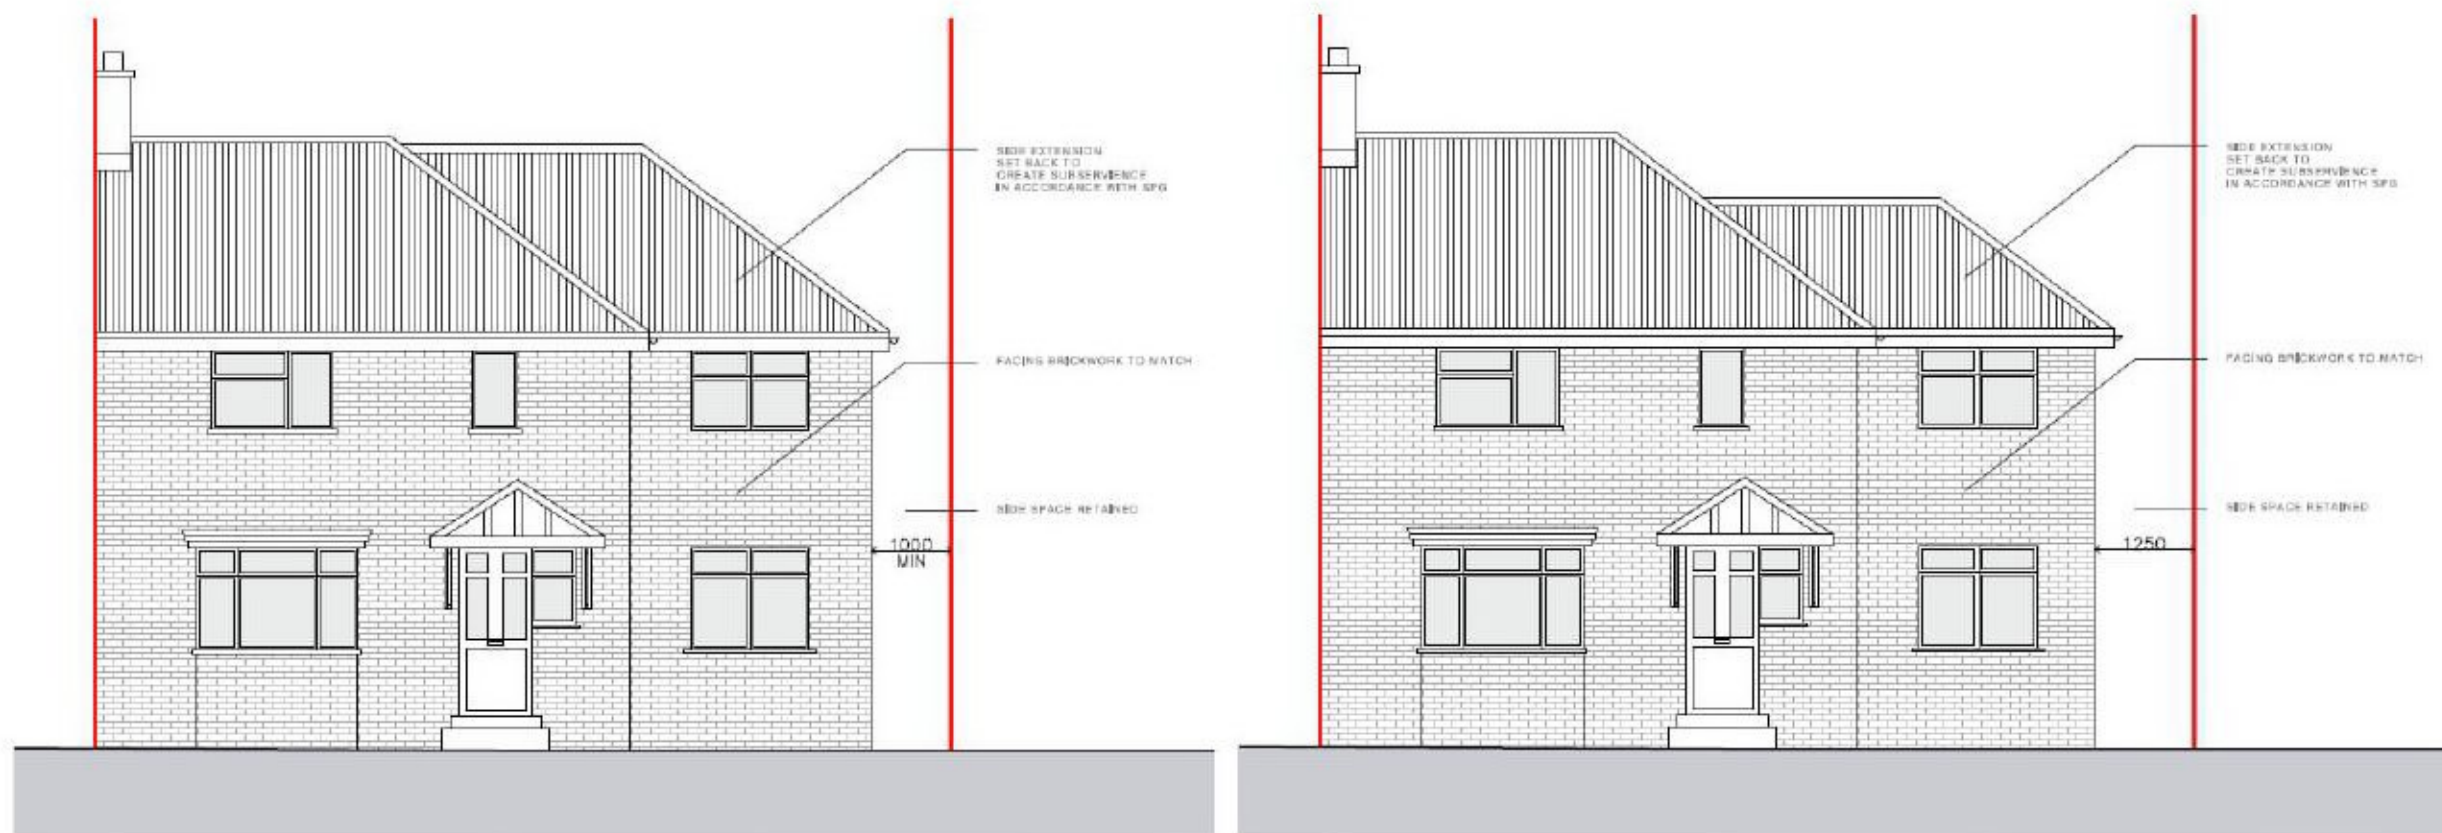 SIDE EXTENSION
SET BACK TO
CREATE SUBSERVIENCE
IN ACCORDANCE WITH SPG
FACING BRICKWORK TO MATCH
SIDE SPACE RETAINED
1000
MIN
SIDE EXTENSION
SET BACK TO
CREATE SUBSERVIENCE
IN ACCORDANCE WITH SPG
FACING BRICKWORK TO MATCH
SIDE SPACE RETAINED
1250